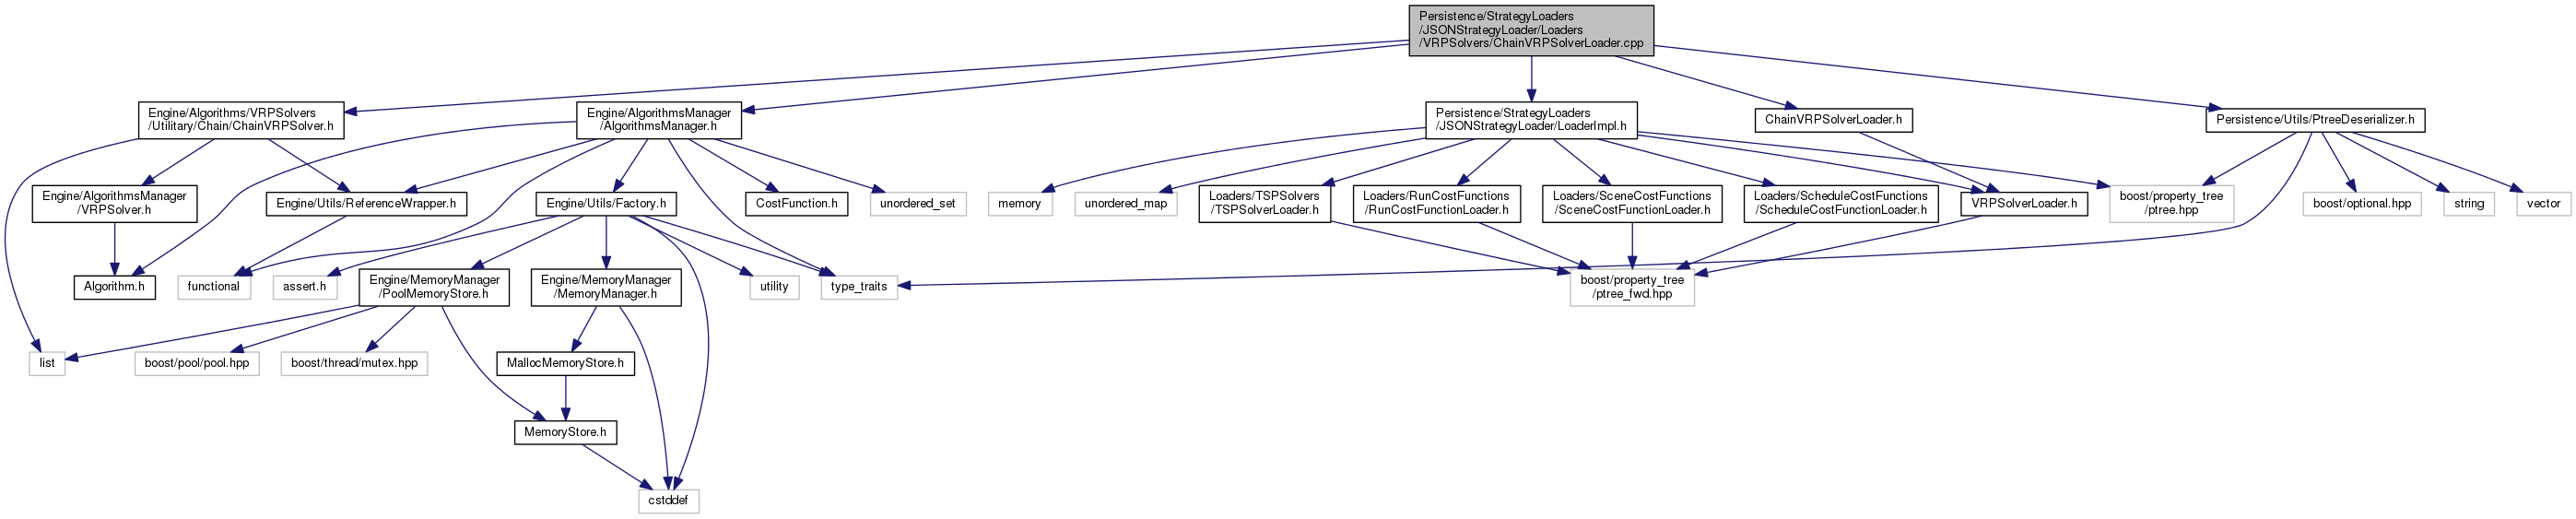 Persistence/StrategyLoaders
/JSONStrategyLoader/Loaders
/VRPSolvers/ChainVRPSolverLoader.cpp
Engine/Algorithms/VRPSolvers
/Utilitary/Chain/ChainVRPSolver.h
Engine/AlgorithmsManager
/AlgorithmsManager.h
Persistence/StrategyLoaders
/JSONStrategyLoader/LoaderImpl.h
ChainVRPSolverLoader.h
Persistence/Utils/PtreeDeserializer.h
Engine/AlgorithmsManager
/VRPSolver.h
Engine/Utils/ReferenceWrapper.h
Engine/Utils/Factory.h
CostFunction.h
unordered_set
memory
unordered_map
Loaders/TSPSolvers
/TSPSolverLoader.h
Loaders/RunCostFunctions
/RunCostFunctionLoader.h
Loaders/SceneCostFunctions
/SceneCostFunctionLoader.h
Loaders/ScheduleCostFunctions
/ScheduleCostFunctionLoader.h
VRPSolverLoader.h
boost/property_tree
/ptree.hpp
boost/optional.hpp
string
vector
Algorithm.h
functional
assert.h
Engine/MemoryManager
/PoolMemoryStore.h
Engine/MemoryManager
/MemoryManager.h
utility
type_traits
boost/property_tree
/ptree_fwd.hpp
list
boost/pool/pool.hpp
boost/thread/mutex.hpp
MallocMemoryStore.h
MemoryStore.h
cstddef